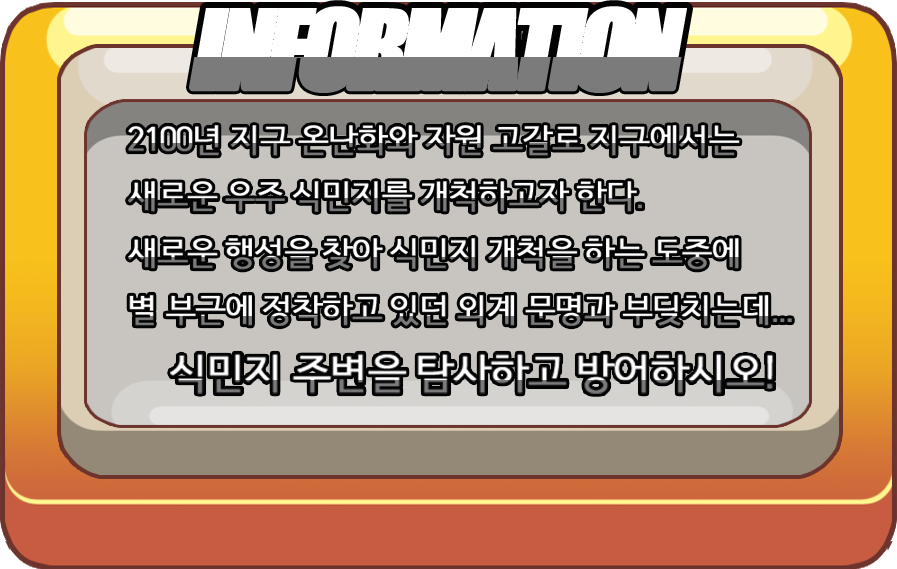 INFORMATION
2100년 지구 온난화와 자원 고갈로 지구에서는
새로운 우주 식민지를 개척하고자 한다.
새로운 행성을 찾아 식민지 개척을 하는 도중에
별 부근에 정착하고 있던 외계 문명과 부딪치는데...
식민지 주변을 탐사하고 방어하시오!